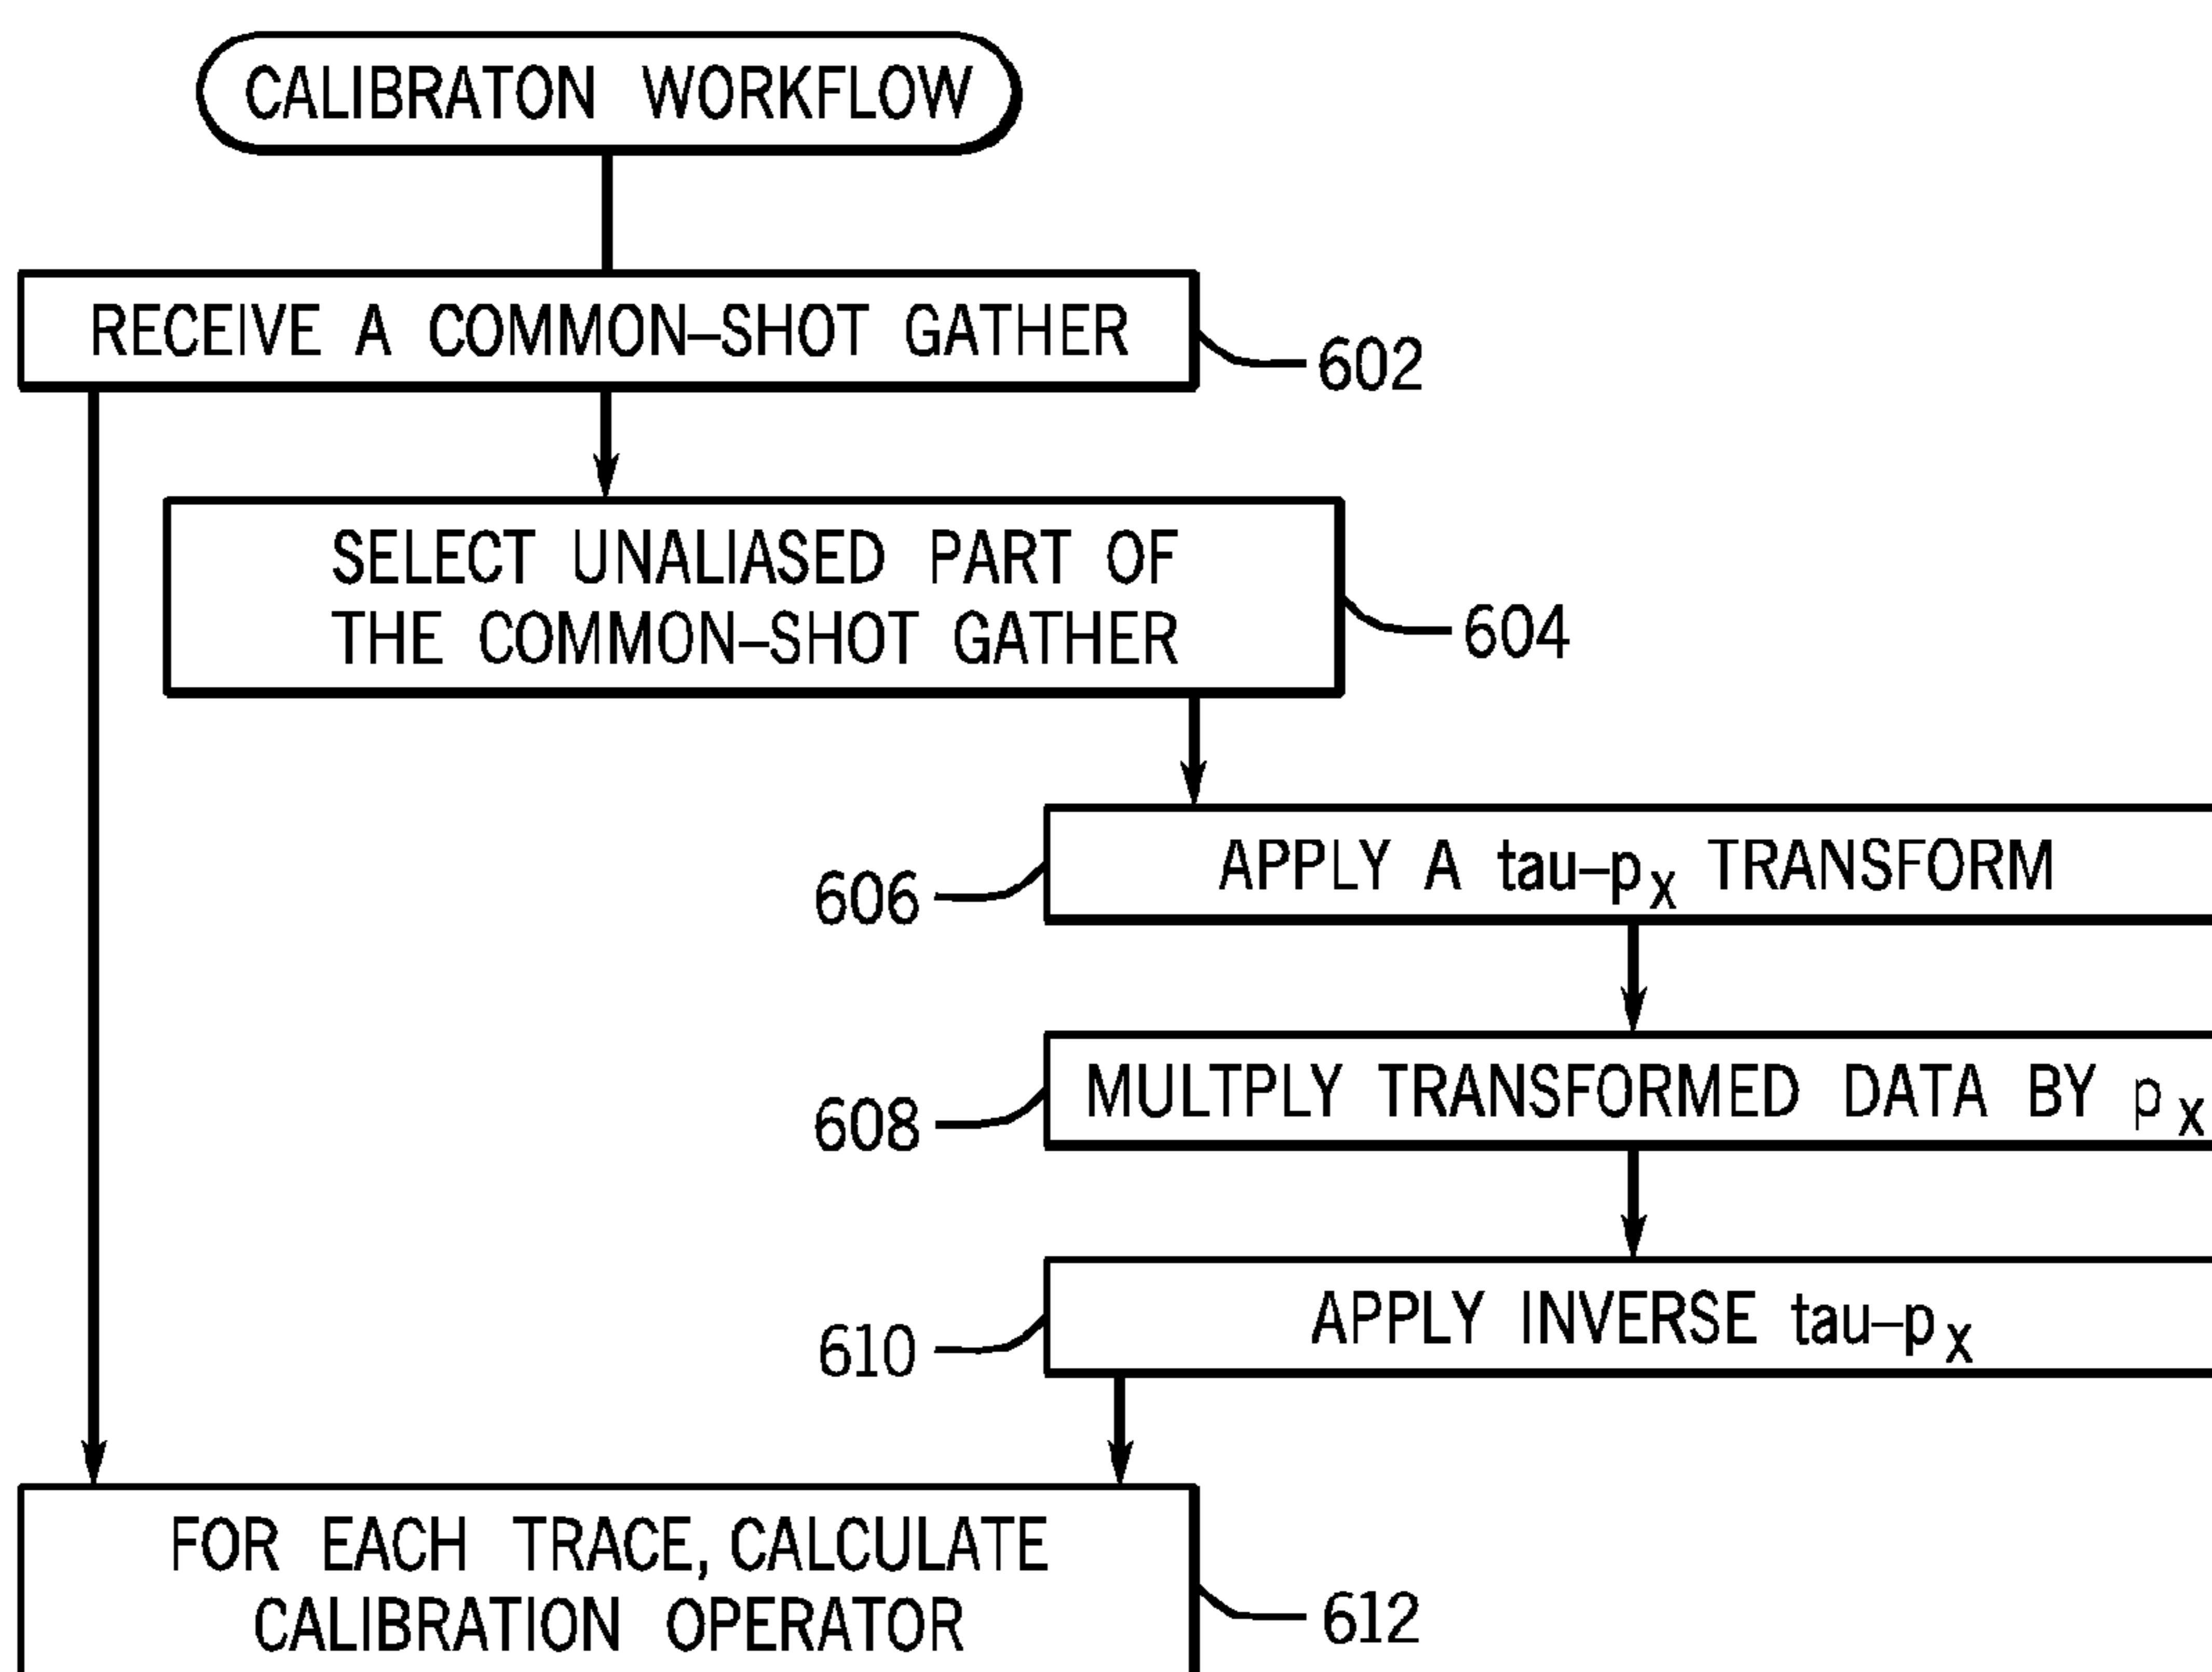 CALIBRATON WORKFLOW
RECEIVE A COMMON–SHOT GATHER
602
SELECT UNALIASED PART OF
THE COMMON–SHOT GATHER
604
APPLY A tau–pₓ TRANSFORM
606
MULTPLY TRANSFORMED DATA BY pₓ
608
APPLY INVERSE tau–pₓ
610
FOR EACH TRACE, CALCULATE
CALIBRATION OPERATOR
612